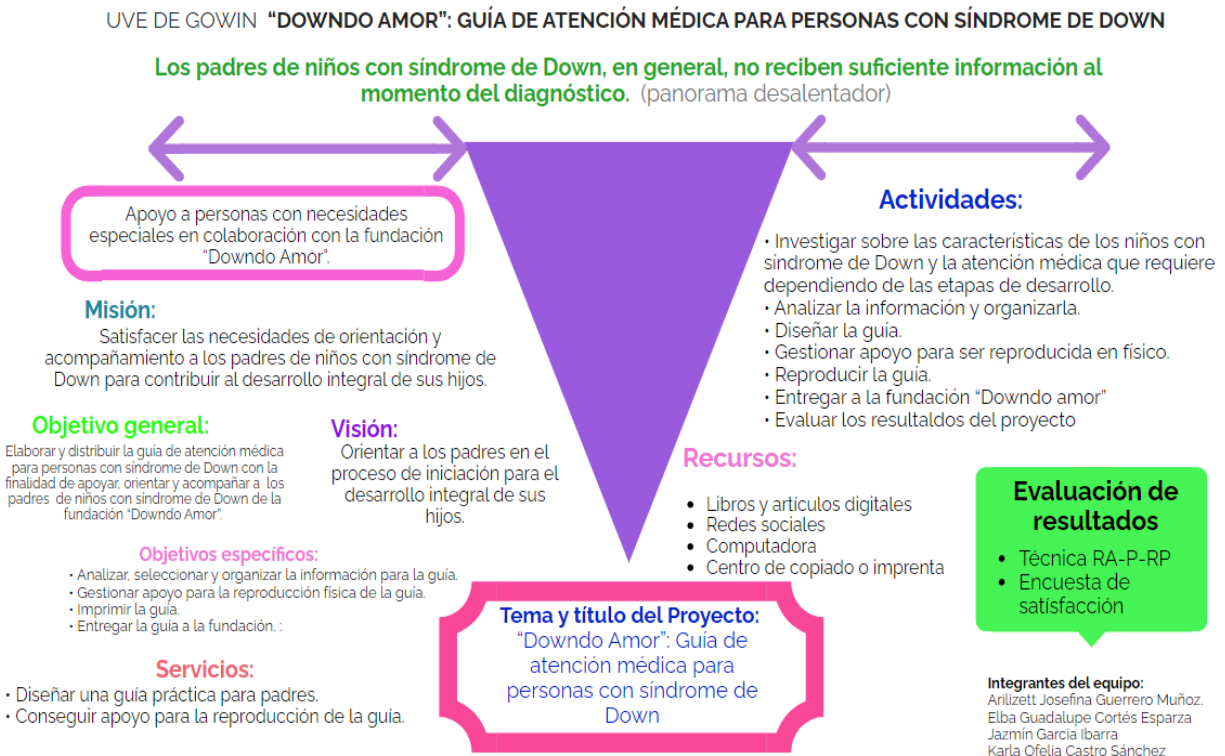 UVE DE GOWIN "DOWNDO AMOR": GUÍA DE ATENCIÓN MÉDICA PARA PERSONAS CON SÍNDROME DE DOWN
Los padres de niños con síndrome de Down, en general, no reciben suficiente información al
momento del diagnóstico. (panorama desalentador)
Apoyo a personas con necesidades
especiales en colaboración con la fundación
"Downdo Amor".
Misión:
Satisfacer las necesidades de orientación y
acompañamiento a los padres de niños con síndrome de
Down para contribuir al desarrollo integral de sus hijos.
Objetivo general:
Elaborar y distribuir la guía de atención médica
para personas con síndrome de Down con la
finalidad de apoyar, orientar y acompañar a los
padres de niños con síndrome de Down de la
fundación "Downdo Amor".
Visión:
Orientar a los padres en el
proceso de iniciación para el
desarrollo integral de sus
hijos.
Objetivos específicos:
• Analizar, seleccionar y organizar la información para la guía.
• Gestionar apoyo para la reproducción física de la guía.
• Imprimir la guía.
• Entregar la guía a la fundación. :
Servicios:
• Diseñar una guía práctica para padres.
• Conseguir apoyo para la reproducción de la guía.
Tema y título del Proyecto:
"Downdo Amor": Guía de
atención médica para
personas con síndrome de
Down
Actividades:
• Investigar sobre las características de los niños con
síndrome de Down y la atención médica que requiere
dependiendo de las etapas de desarrollo.
• Analizar la información y organizarla.
• Diseñar la guía.
• Gestionar apoyo para ser reproducida en físico.
• Reproducir la guía.
• Entregar a la fundación "Downdo amor"
• Evaluar los resultaldos del proyecto
Recursos:
• Libros y artículos digitales
• Redes sociales
• Computadora
• Centro de copiado o imprenta
Evaluación de
resultados
• Técnica RA-P-RP
• Encuesta de
satisfacción
Integrantes del equipo:
Arilizett Josefina Guerrero Muñoz.
Elba Guadalupe Cortés Esparza
Jazmín Garcia Ibarra
Karla Ofelia Castro Sánchez